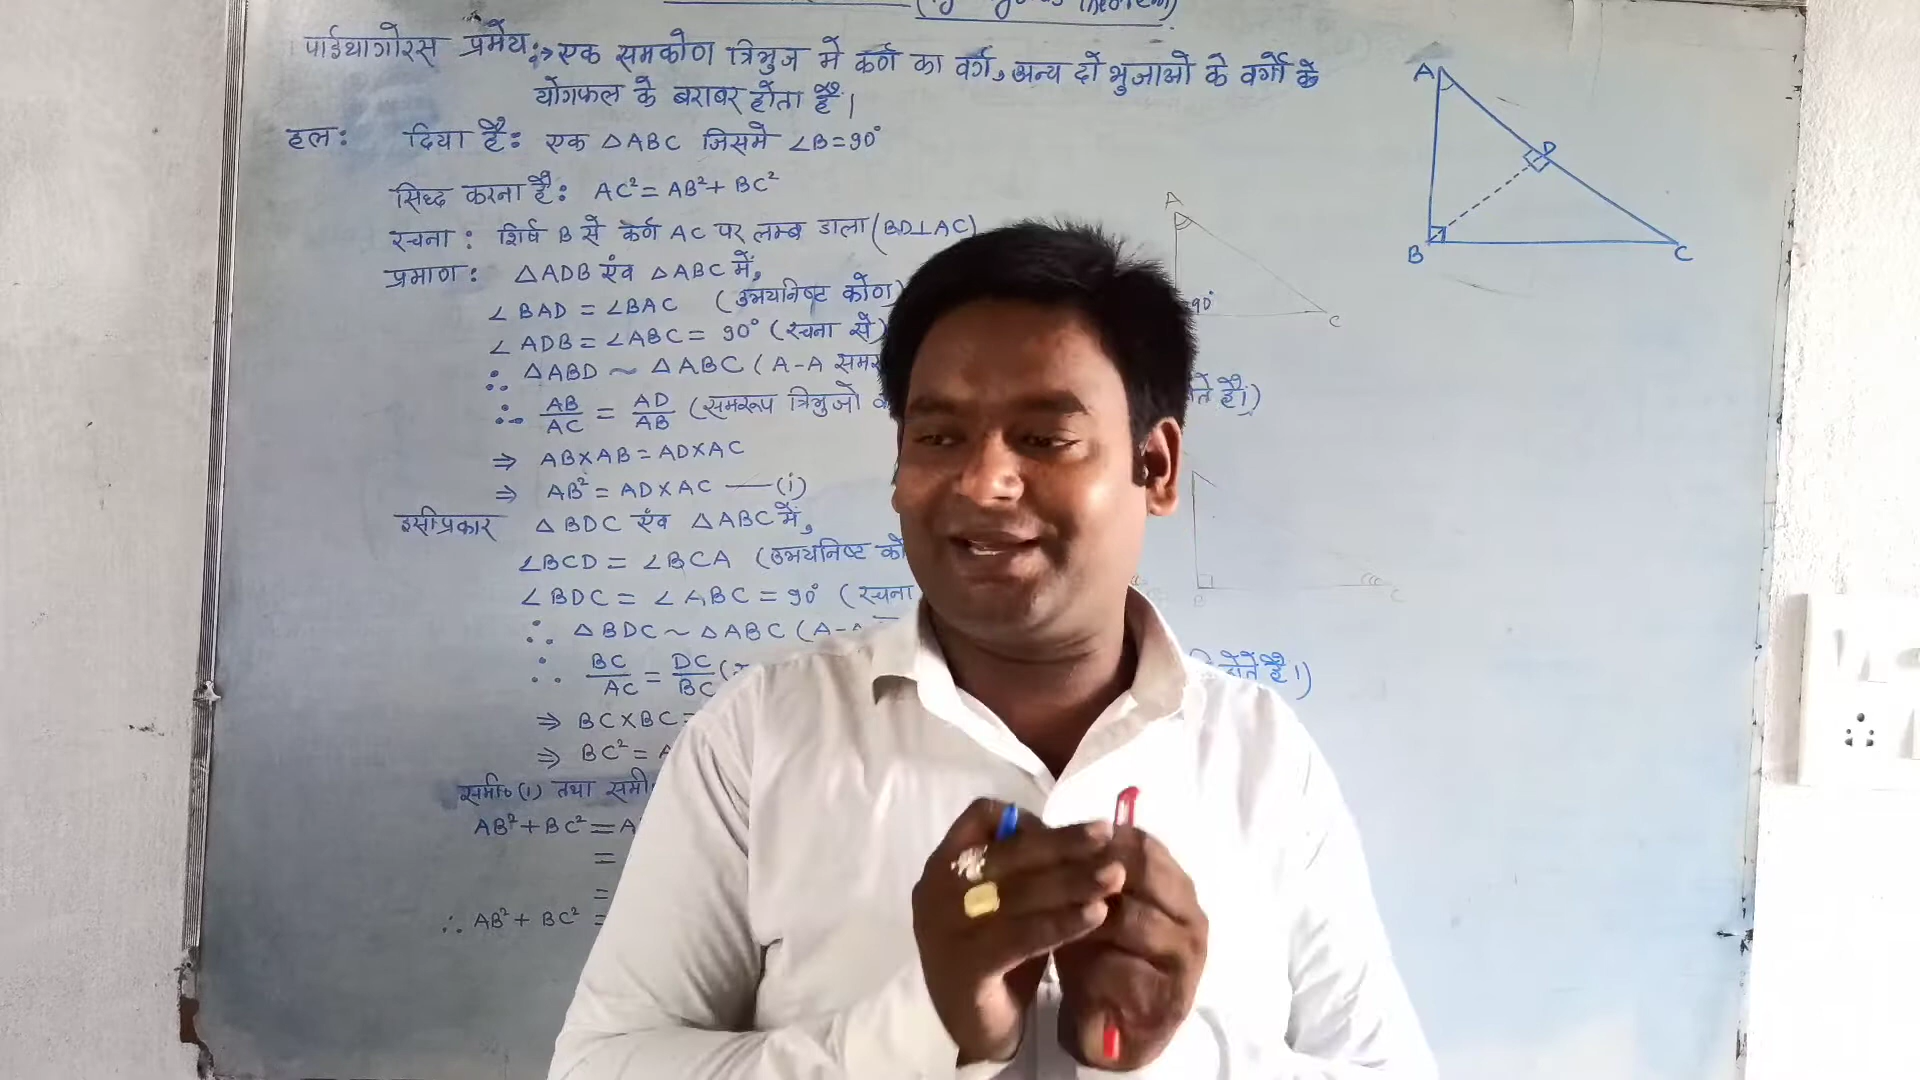 Theorem)
पाईथागोरस प्रमेय:→ एक समकोण त्रिभुज में कर्ण का वर्ग, अन्य दो भुजाओ के वर्गो के
योगफल के बराबर होता है।
हल: दिया है: एक △ABC जिसमे ∠B=90°
सिध्द करना है: AC²=AB²+BC²
रचना: शिर्ष B से कर्ण AC पर लम्ब डाला (BD⊥AC)
प्रमाण: △ADB एंव △ABC में,
∠BAD = ∠BAC (उभयनिष्ट कोण)
∠ADB = ∠ABC = 90° (रचना से)
∴ △ABD ~ △ABC (A-A
∴ AB/AC = AD/AB (समरूप त्रिभुजो है।)
⇒ AB×AB = AD×AC
⇒ AB² = AD×AC —(i)
इसीप्रकार △BDC एंव △ABC में,
∠BCD = ∠BCA (उभयनिष्ट को
∠BDC = ∠ABC = 90° (रचना
∴ △BDC ~ △ABC (A-A
∴ BC/AC = DC/BC ( होते है।)
⇒ BC×BC =
⇒ BC² = A
समी० (i) तथा समी
AB²+BC² = A
=
=
∴ AB²+BC² =
A
D
B
C
A
90°
C
B
C